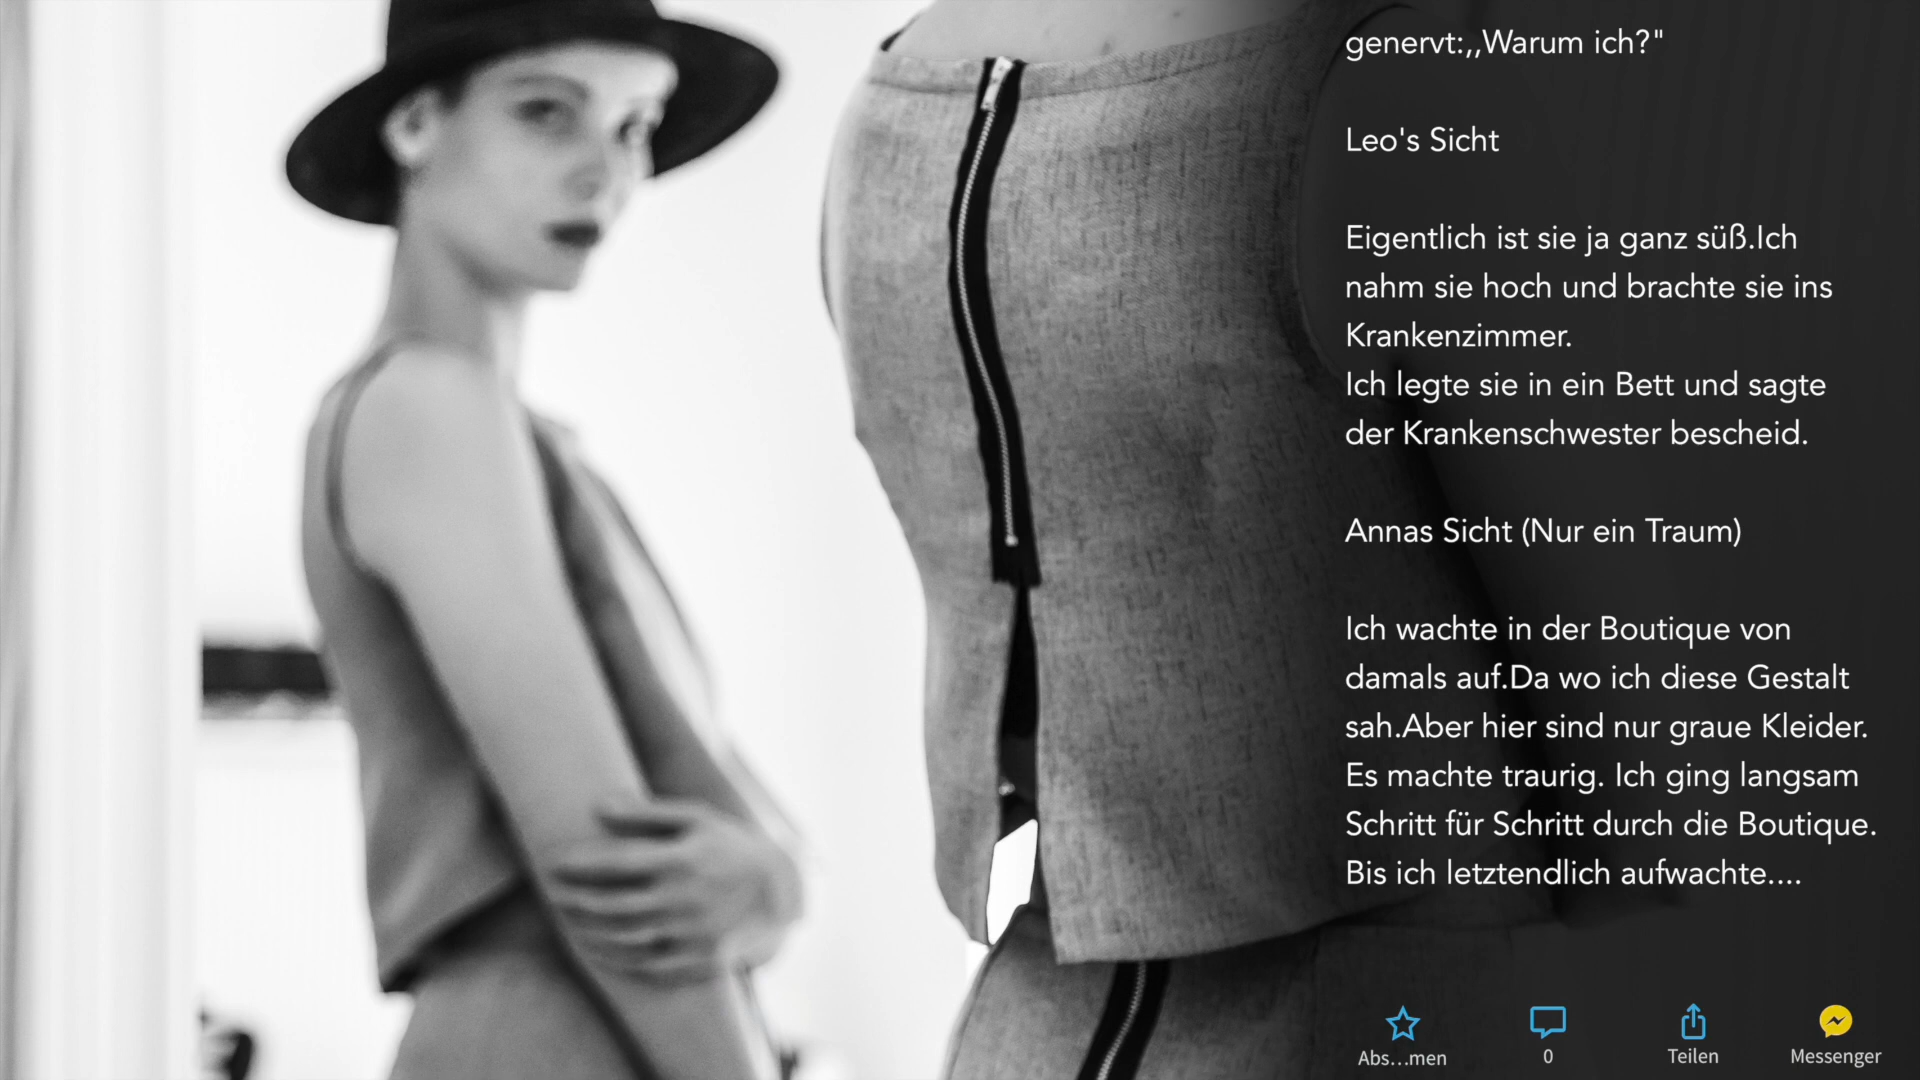 genervt:,,Warum ich?"
Leo's Sicht
Eigentlich ist sie ja ganz süß.Ich
nahm sie hoch und brachte sie ins
Krankenzimmer.
Ich legte sie in ein Bett und sagte
der Krankenschwester bescheid.
Annas Sicht (Nur ein Traum)
Ich wachte in der Boutique von
damals auf.Da wo ich diese Gestalt
sah.Aber hier sind nur graue Kleider.
Es machte traurig. Ich ging langsam
Schritt für Schritt durch die Boutique.
Bis ich letztendlich aufwachte....
Abs...men
0
Teilen
Messenger